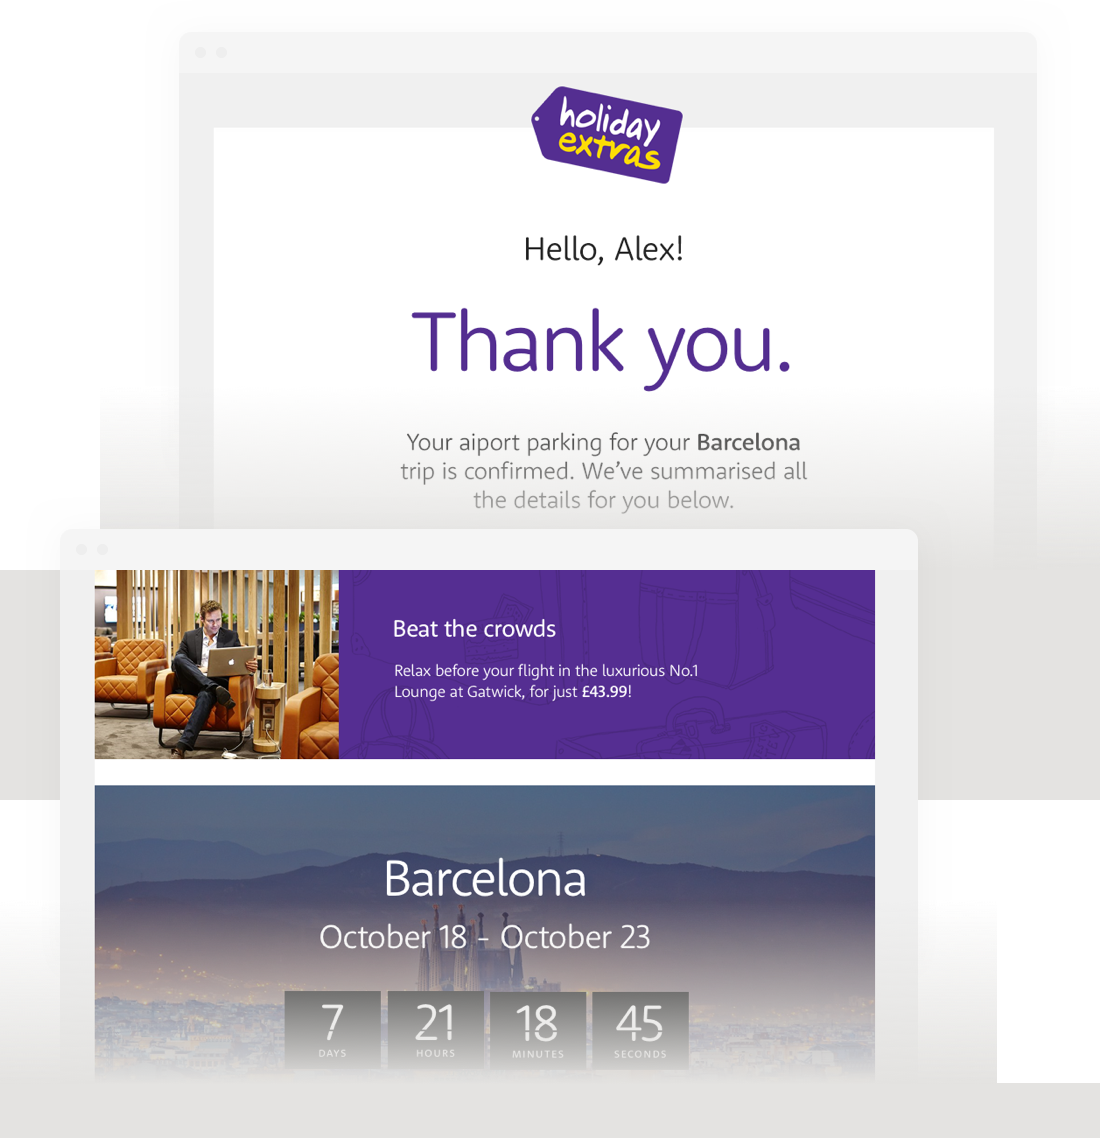 holiday
extras
Hello, Alex!
Thank you.
Your aiport parking for your Barcelona
trip is confirmed. We've summarised all
the details for you below.
Beat the crowds
Relax before your flight in the luxurious No.1
Lounge at Gatwick, for just £43.99!
Barcelona
October 18 - October 23
7 21 18 45
DAYS HOURS MINUTES SECONDS